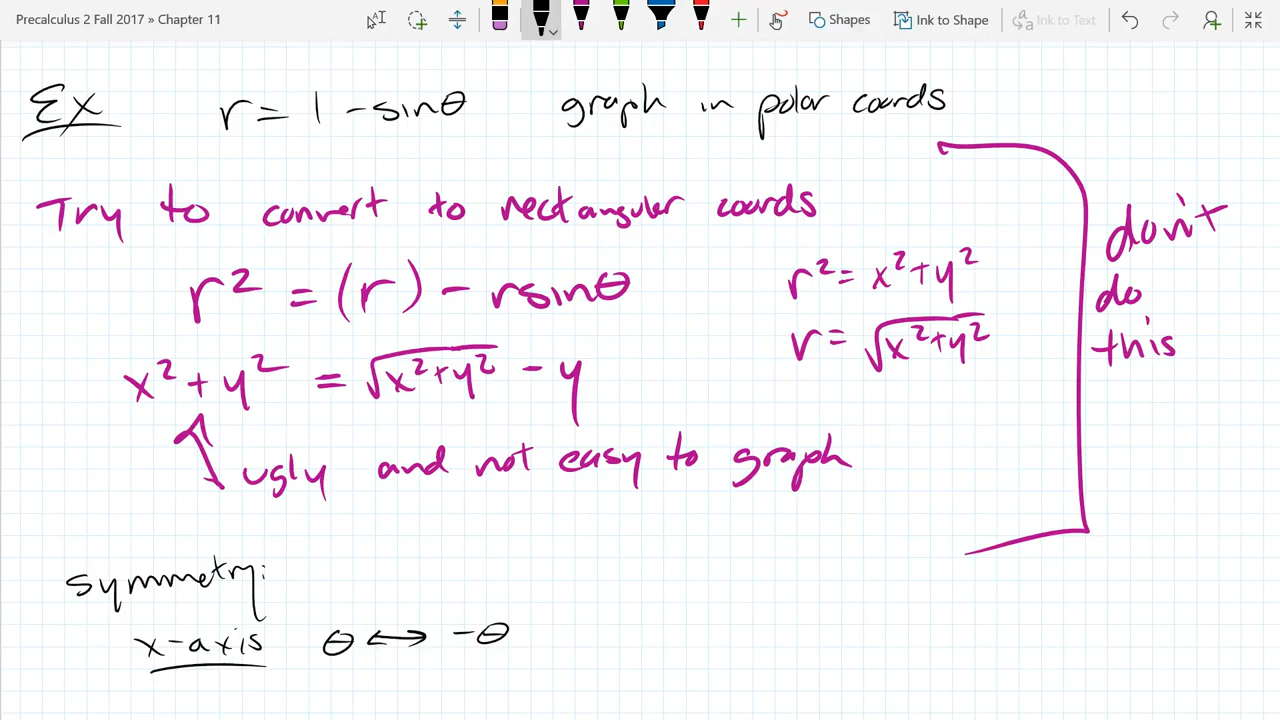 Precalculus 2 Fall 2017 » Chapter 11
Shapes
Ink to Shape
Ink to Text
Ex r = 1 - sinθ graph in polar coords
Try to convert to rectangular coords
r² = (r) - rsinθ
r² = x² + y²
r = √(x² + y²)
x² + y² = √(x² + y²) - y
ugly and not easy to graph
don't
do
this
symmetry:
x-axis θ ↔ -θ